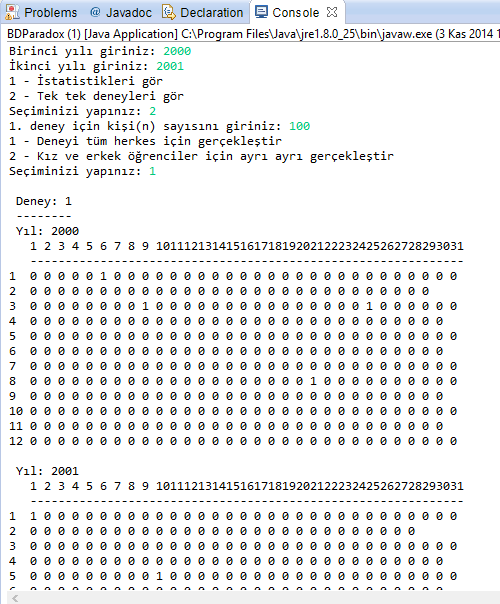 Problems @ Javadoc Declaration Console
BDParadox (1) [Java Application] C:\Program Files\Java\jre1.8.0_25\bin\javaw.exe (3 Kas 2014 1
Birinci yılı giriniz: 2000
İkinci yılı giriniz: 2001
1 - İstatistikleri gör
2 - Tek tek deneyleri gör
Seçiminizi yapınız: 2
1. deney için kişi(n) sayısını giriniz: 100
1 - Deneyi tüm herkes için gerçekleştir
2 - Kız ve erkek öğrenciler için ayrı ayrı gerçekleştir
Seçiminizi yapınız: 1
Deney: 1
--------
Yıl: 2000
1 2 3 4 5 6 7 8 9 10111213141516171819202122232425262728293031
--------------------------------------------------------------
1 0 0 0 0 0 1 0 0 0 0 0 0 0 0 0 0 0 0 0 0 0 0 0 0 0 0 0 0 0 0 0
2 0 0 0 0 0 0 0 0 0 0 0 0 0 0 0 0 0 0 0 0 0 0 0 0 0 0 0 0 0
3 0 0 0 0 0 0 0 0 1 0 0 0 0 0 0 0 0 0 0 0 0 0 0 0 1 0 0 0 0 0 0
4 0 0 0 0 0 0 0 0 0 0 0 0 0 0 0 0 0 0 0 0 0 0 0 0 0 0 0 0 0 0
5 0 0 0 0 0 0 0 0 0 0 0 0 0 0 0 0 0 0 0 0 0 0 0 0 0 0 0 0 0 0 0
6 0 0 0 0 0 0 0 0 0 0 0 0 0 0 0 0 0 0 0 0 0 0 0 0 0 0 0 0 0 0
7 0 0 0 0 0 0 0 0 0 0 0 0 0 0 0 0 0 0 0 0 0 0 0 0 0 0 0 0 0 0 0
8 0 0 0 0 0 0 0 0 0 0 0 0 0 0 0 0 0 0 0 0 1 0 0 0 0 0 0 0 0 0 0
9 0 0 0 0 0 0 0 0 0 0 0 0 0 0 0 0 0 0 0 0 0 0 0 0 0 0 0 0 0 0
10 0 0 0 0 0 0 0 0 0 0 0 0 0 0 0 0 0 0 0 0 0 0 0 0 0 0 0 0 0 0 0
11 0 0 0 0 0 0 0 0 0 0 0 0 0 0 0 0 0 0 0 0 0 0 0 0 0 0 0 0 0 0
12 0 0 0 0 0 0 0 0 0 0 0 0 0 0 0 0 0 0 0 0 0 0 0 0 0 0 0 0 0 0 0
Yıl: 2001
1 2 3 4 5 6 7 8 9 10111213141516171819202122232425262728293031
--------------------------------------------------------------
1 1 0 0 0 0 0 0 0 0 0 0 0 0 0 0 0 0 0 0 0 0 0 0 0 0 0 0 0 0 0 0
2 0 0 0 0 0 0 0 0 0 0 0 0 0 0 0 0 0 0 0 0 0 0 0 0 0 0 0 0
3 0 0 0 0 0 0 0 0 0 0 0 0 0 0 0 0 0 0 0 0 0 0 0 0 0 0 0 0 0 0 0
4 0 0 0 0 0 0 0 0 0 0 0 0 0 0 0 0 0 0 0 0 0 0 0 0 0 0 0 0 0 0
5 0 0 0 0 0 0 0 0 0 1 0 0 0 0 0 0 0 0 0 0 0 0 0 0 0 0 0 0 0 0 0